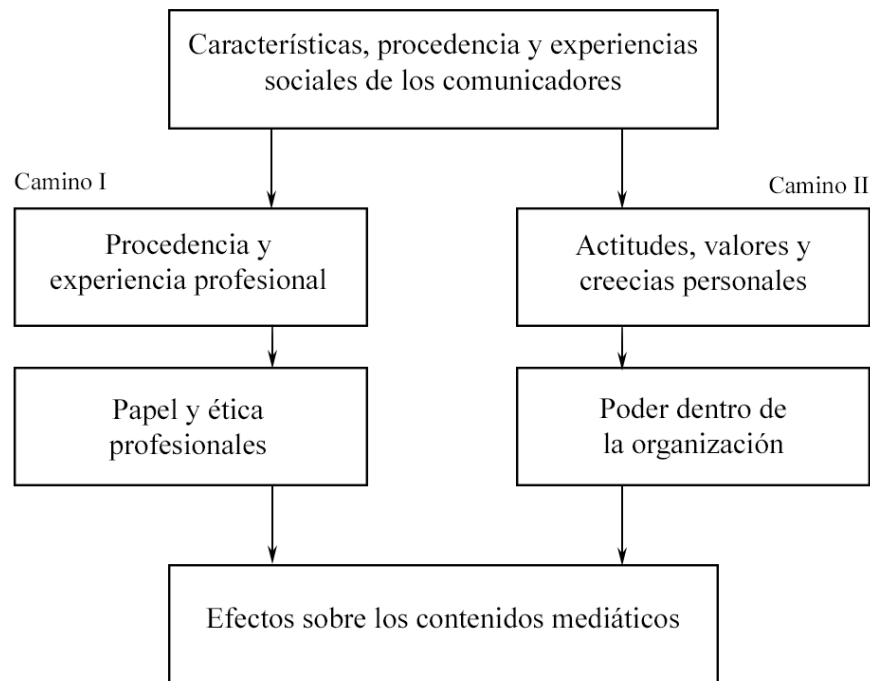 Características, procedencia y experiencias
sociales de los comunicadores
Camino I
Camino II
Procedencia y
experiencia profesional
Actitudes, valores y
creecias personales
Papel y ética
profesionales
Poder dentro de
la organización
Efectos sobre los contenidos mediáticos